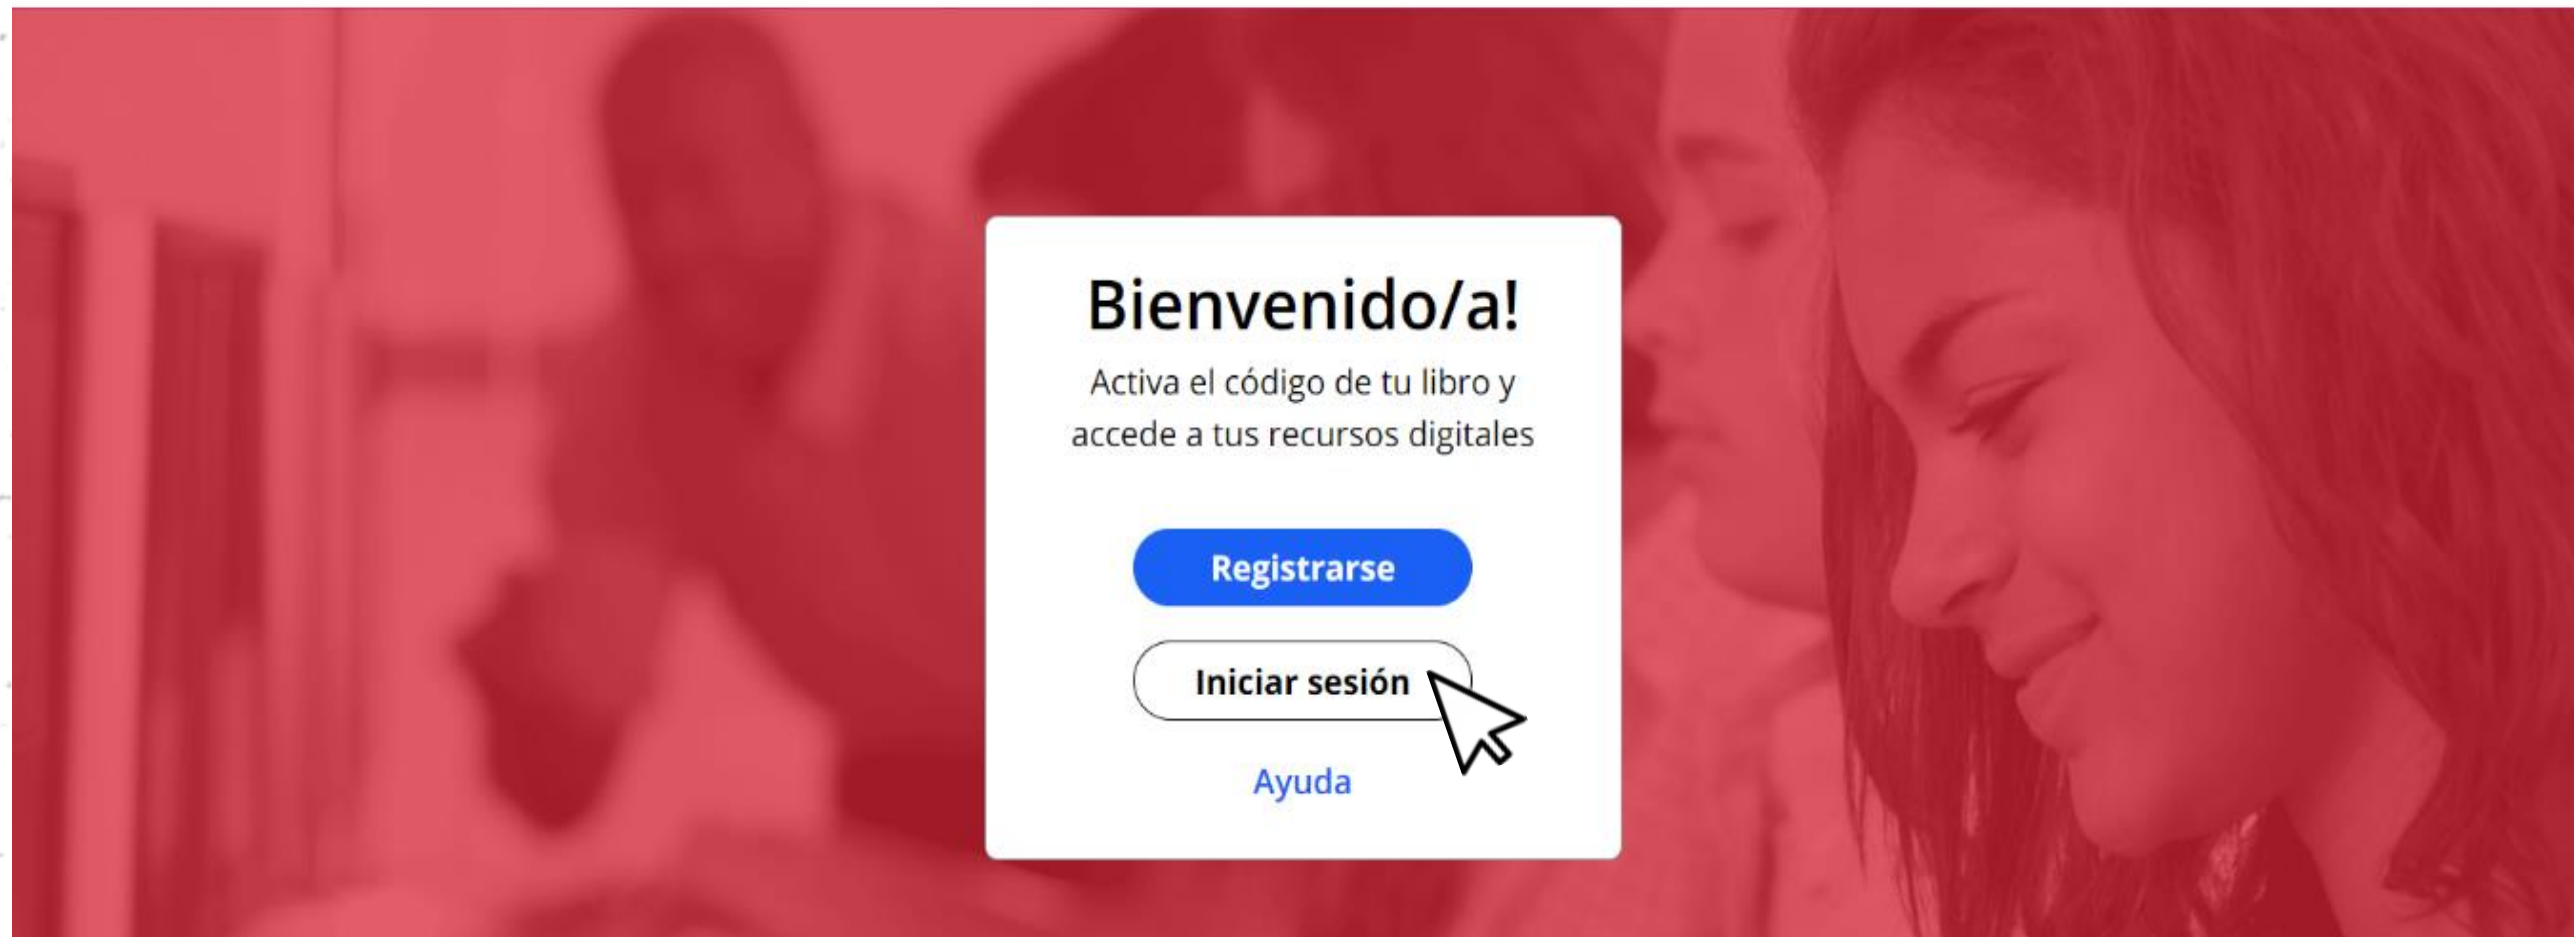 Bienvenido/a!
Activa el código de tu libro y
accede a tus recursos digitales
Registrarse
Iniciar sesión
Ayuda